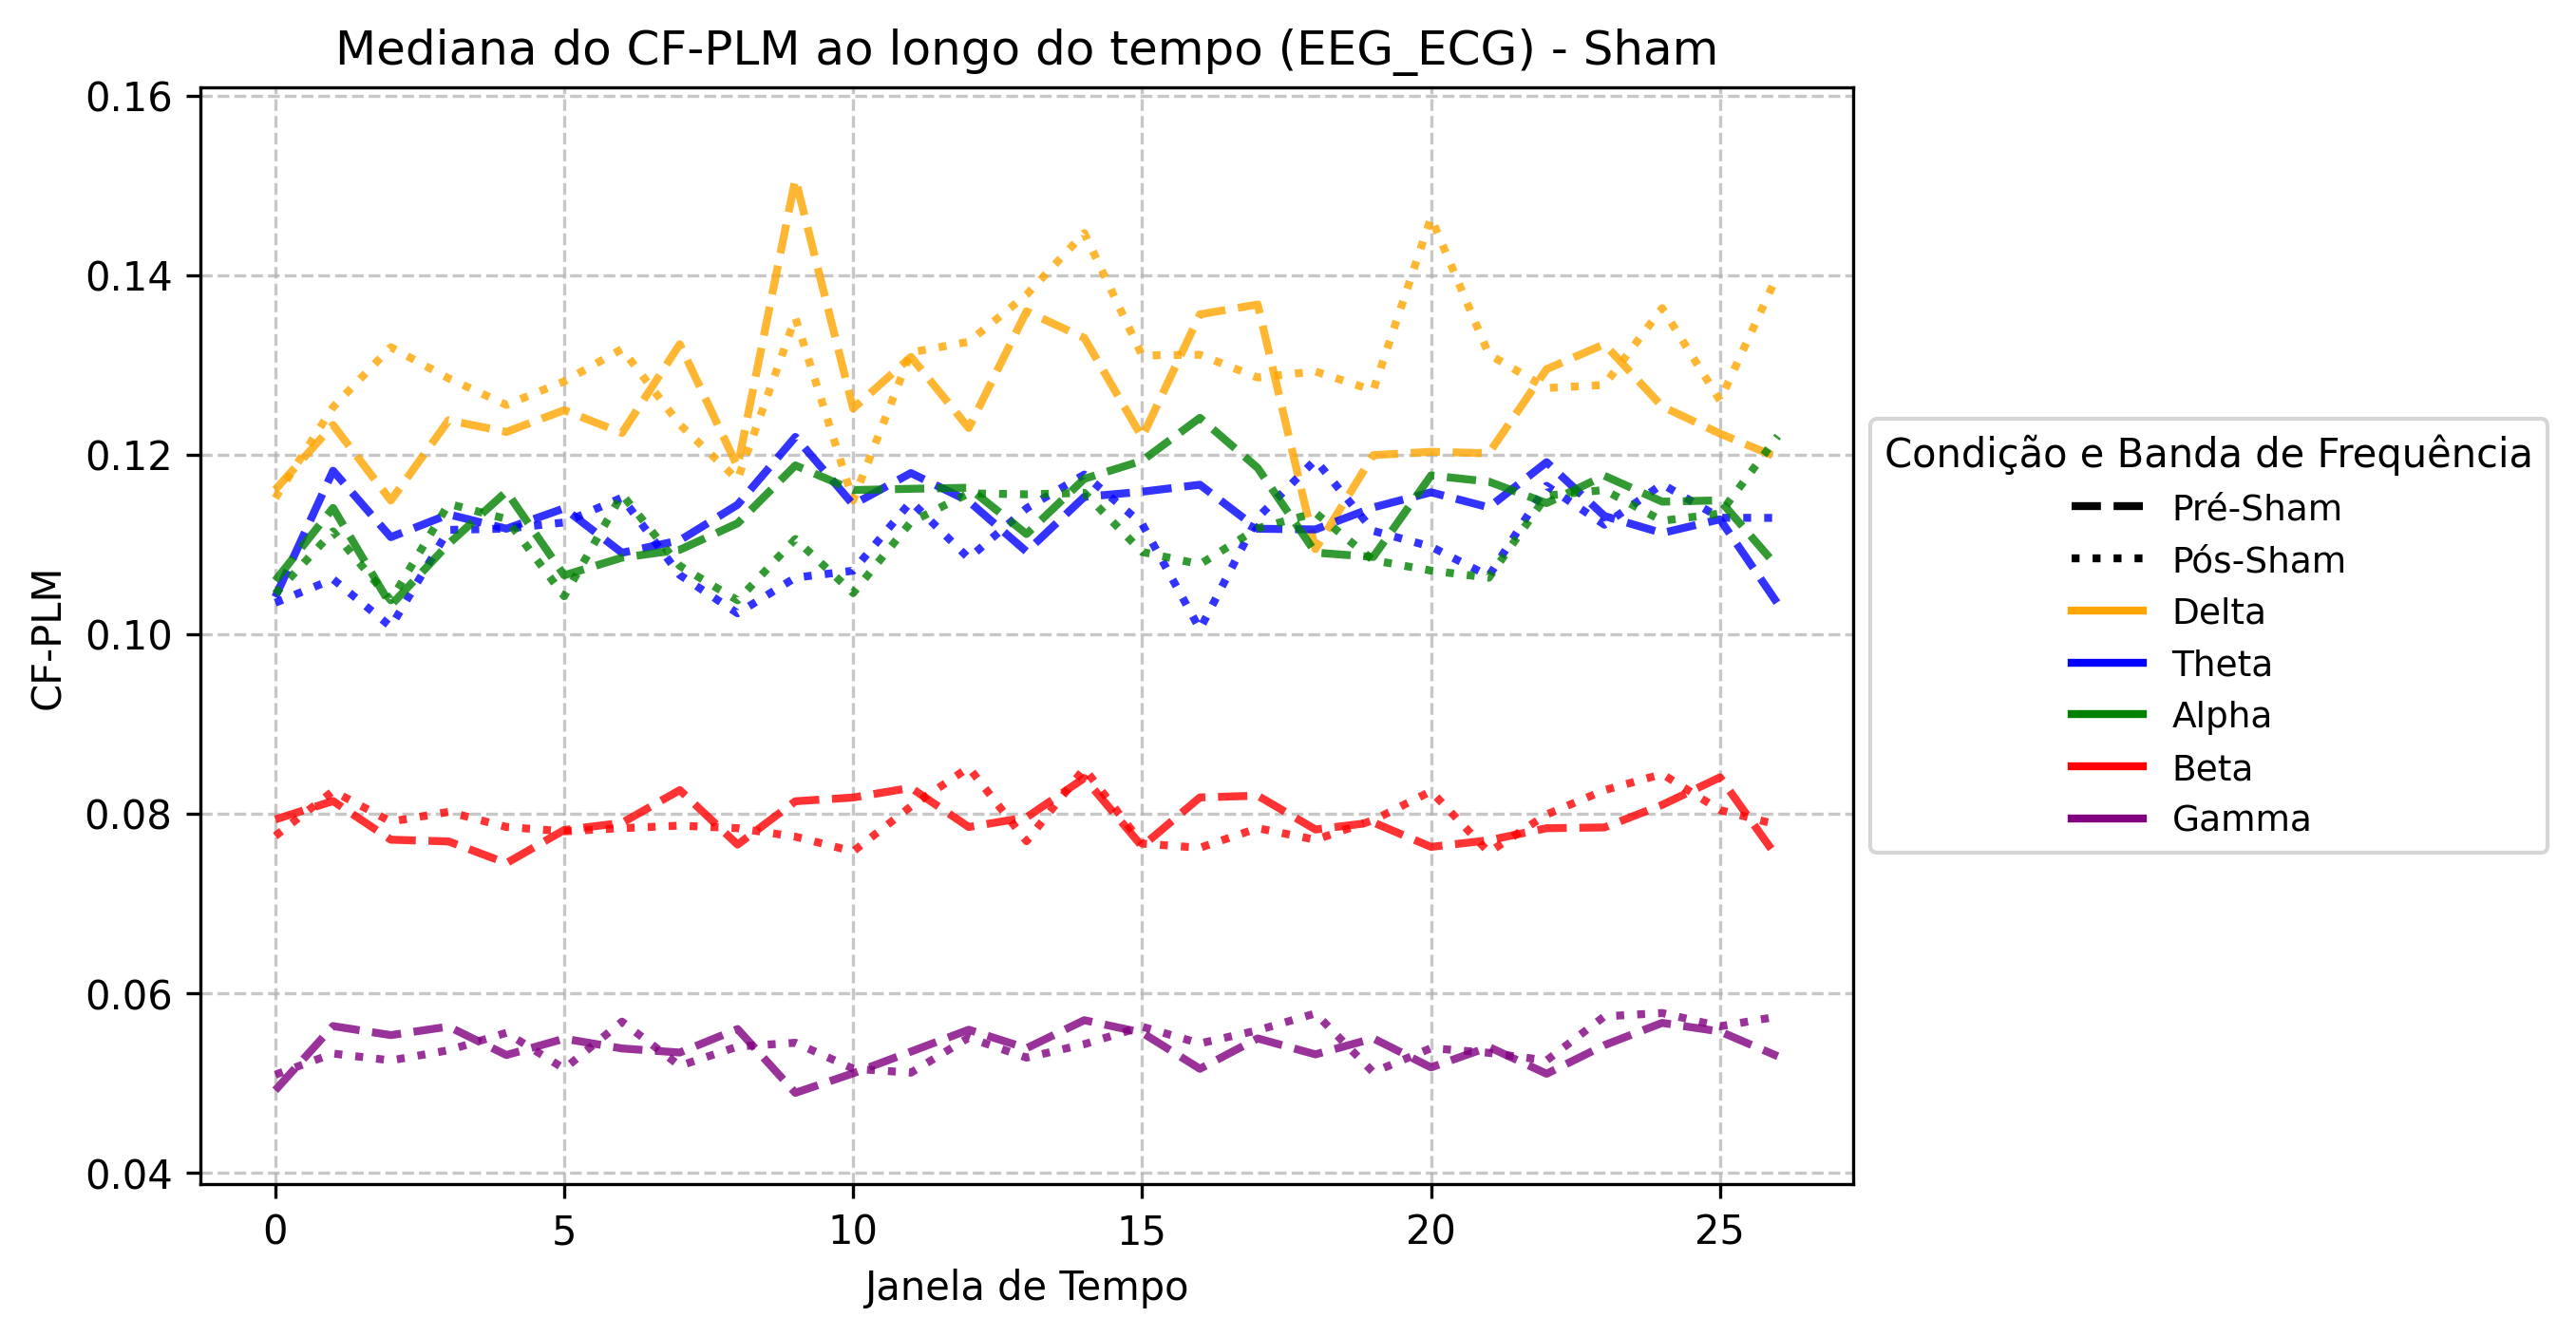 Mediana do CF-PLM ao longo do tempo (EEG_ECG) - Sham
0.16
0.14
0.12
0.10
0.08
0.06
0.04
CF-PLM
0 5 10 15 20 25
Janela de Tempo
Condição e Banda de Frequência
Pré-Sham
Pós-Sham
Delta
Theta
Alpha
Beta
Gamma